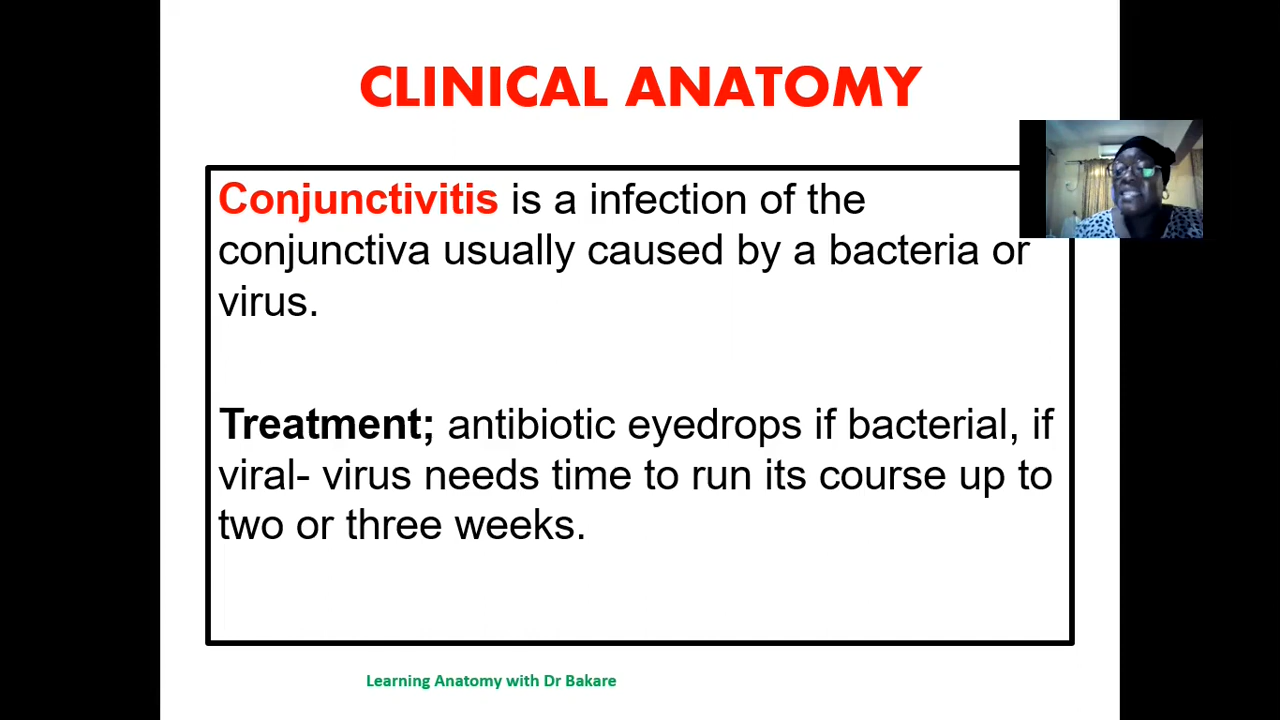 CLINICAL ANATOMY
Conjunctivitis is a infection of the
conjunctiva usually caused by a bacteria or
virus.
Treatment; antibiotic eyedrops if bacterial, if
viral- virus needs time to run its course up to
two or three weeks.
Learning Anatomy with Dr Bakare